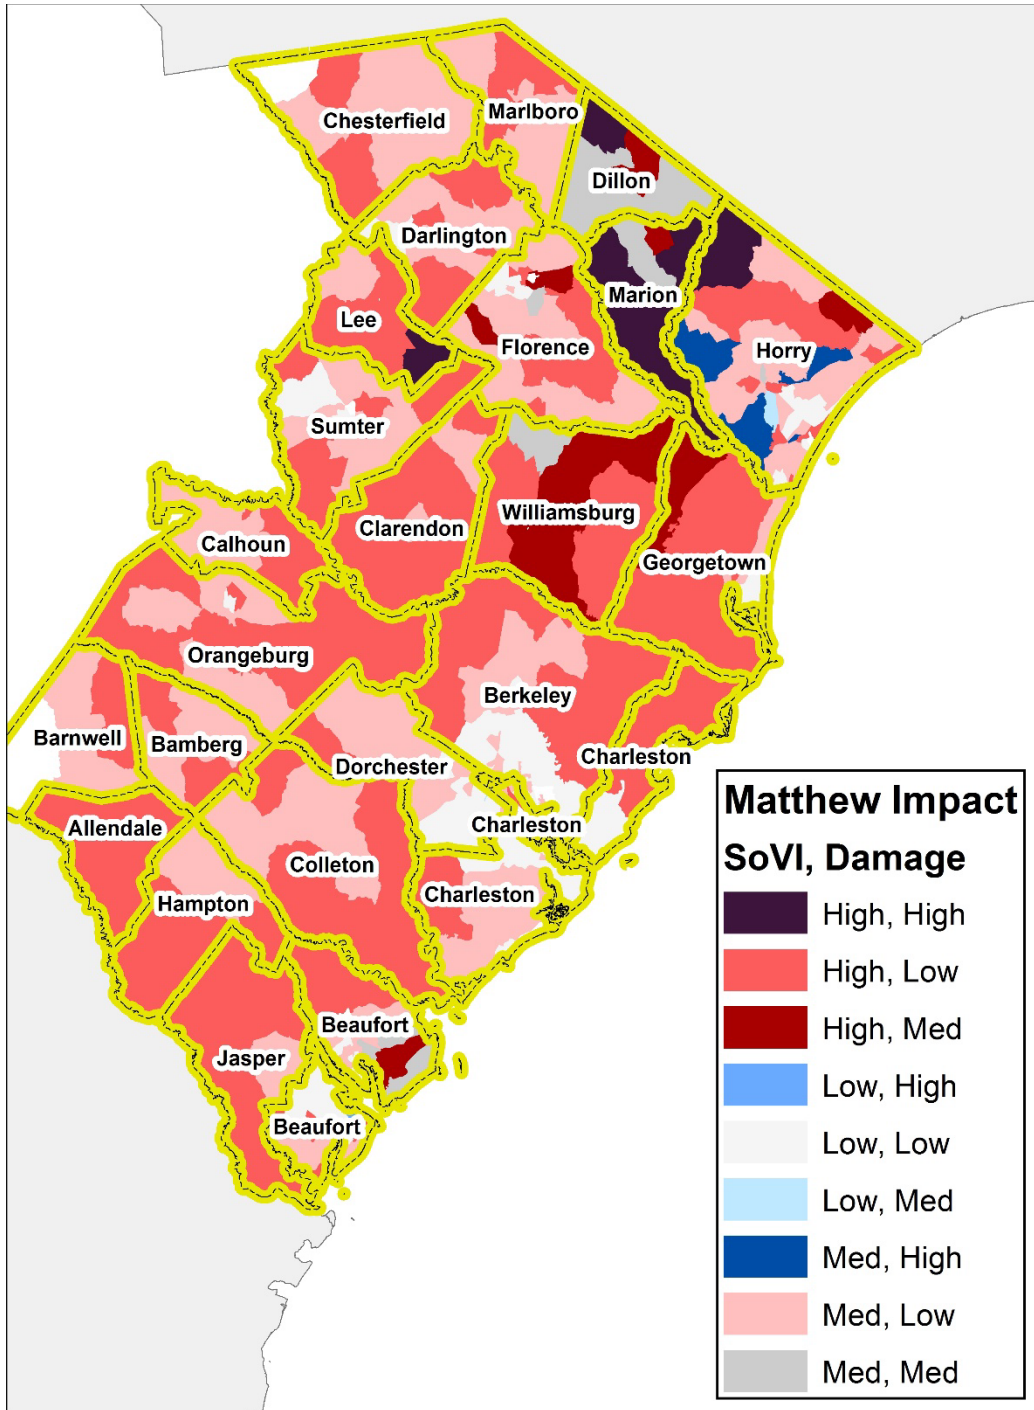 Chesterfield
Marlboro
Dillon
Darlington
Marion
Lee
Florence
Horry
Sumter
Williamsburg
Clarendon
Calhoun
Georgetown
Orangeburg
Berkeley
Barnwell
Bamberg
Dorchester
Charleston
Allendale
Charleston
Colleton
Charleston
Hampton
Beaufort
Jasper
Beaufort
Matthew Impact
SoVI, Damage
High, High
High, Low
High, Med
Low, High
Low, Low
Low, Med
Med, High
Med, Low
Med, Med